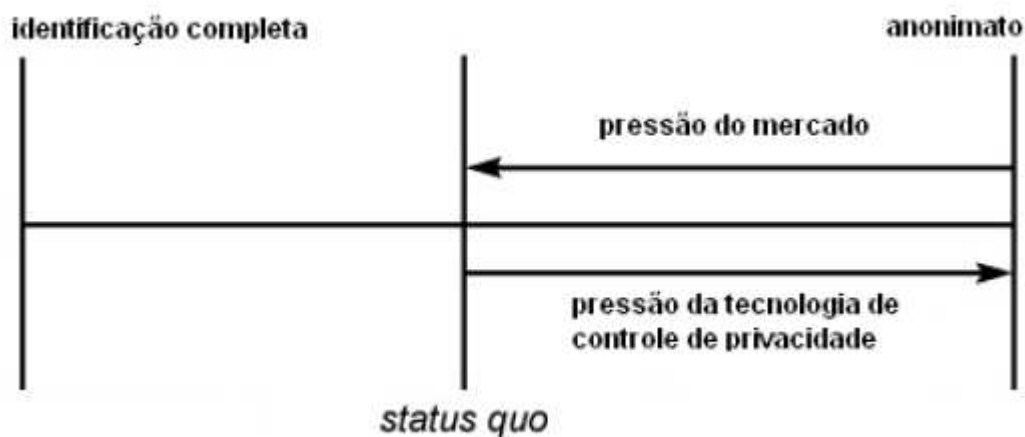 identificação completa
anonimato
pressão do mercado
pressão da tecnologia de
controle de privacidade
status quo